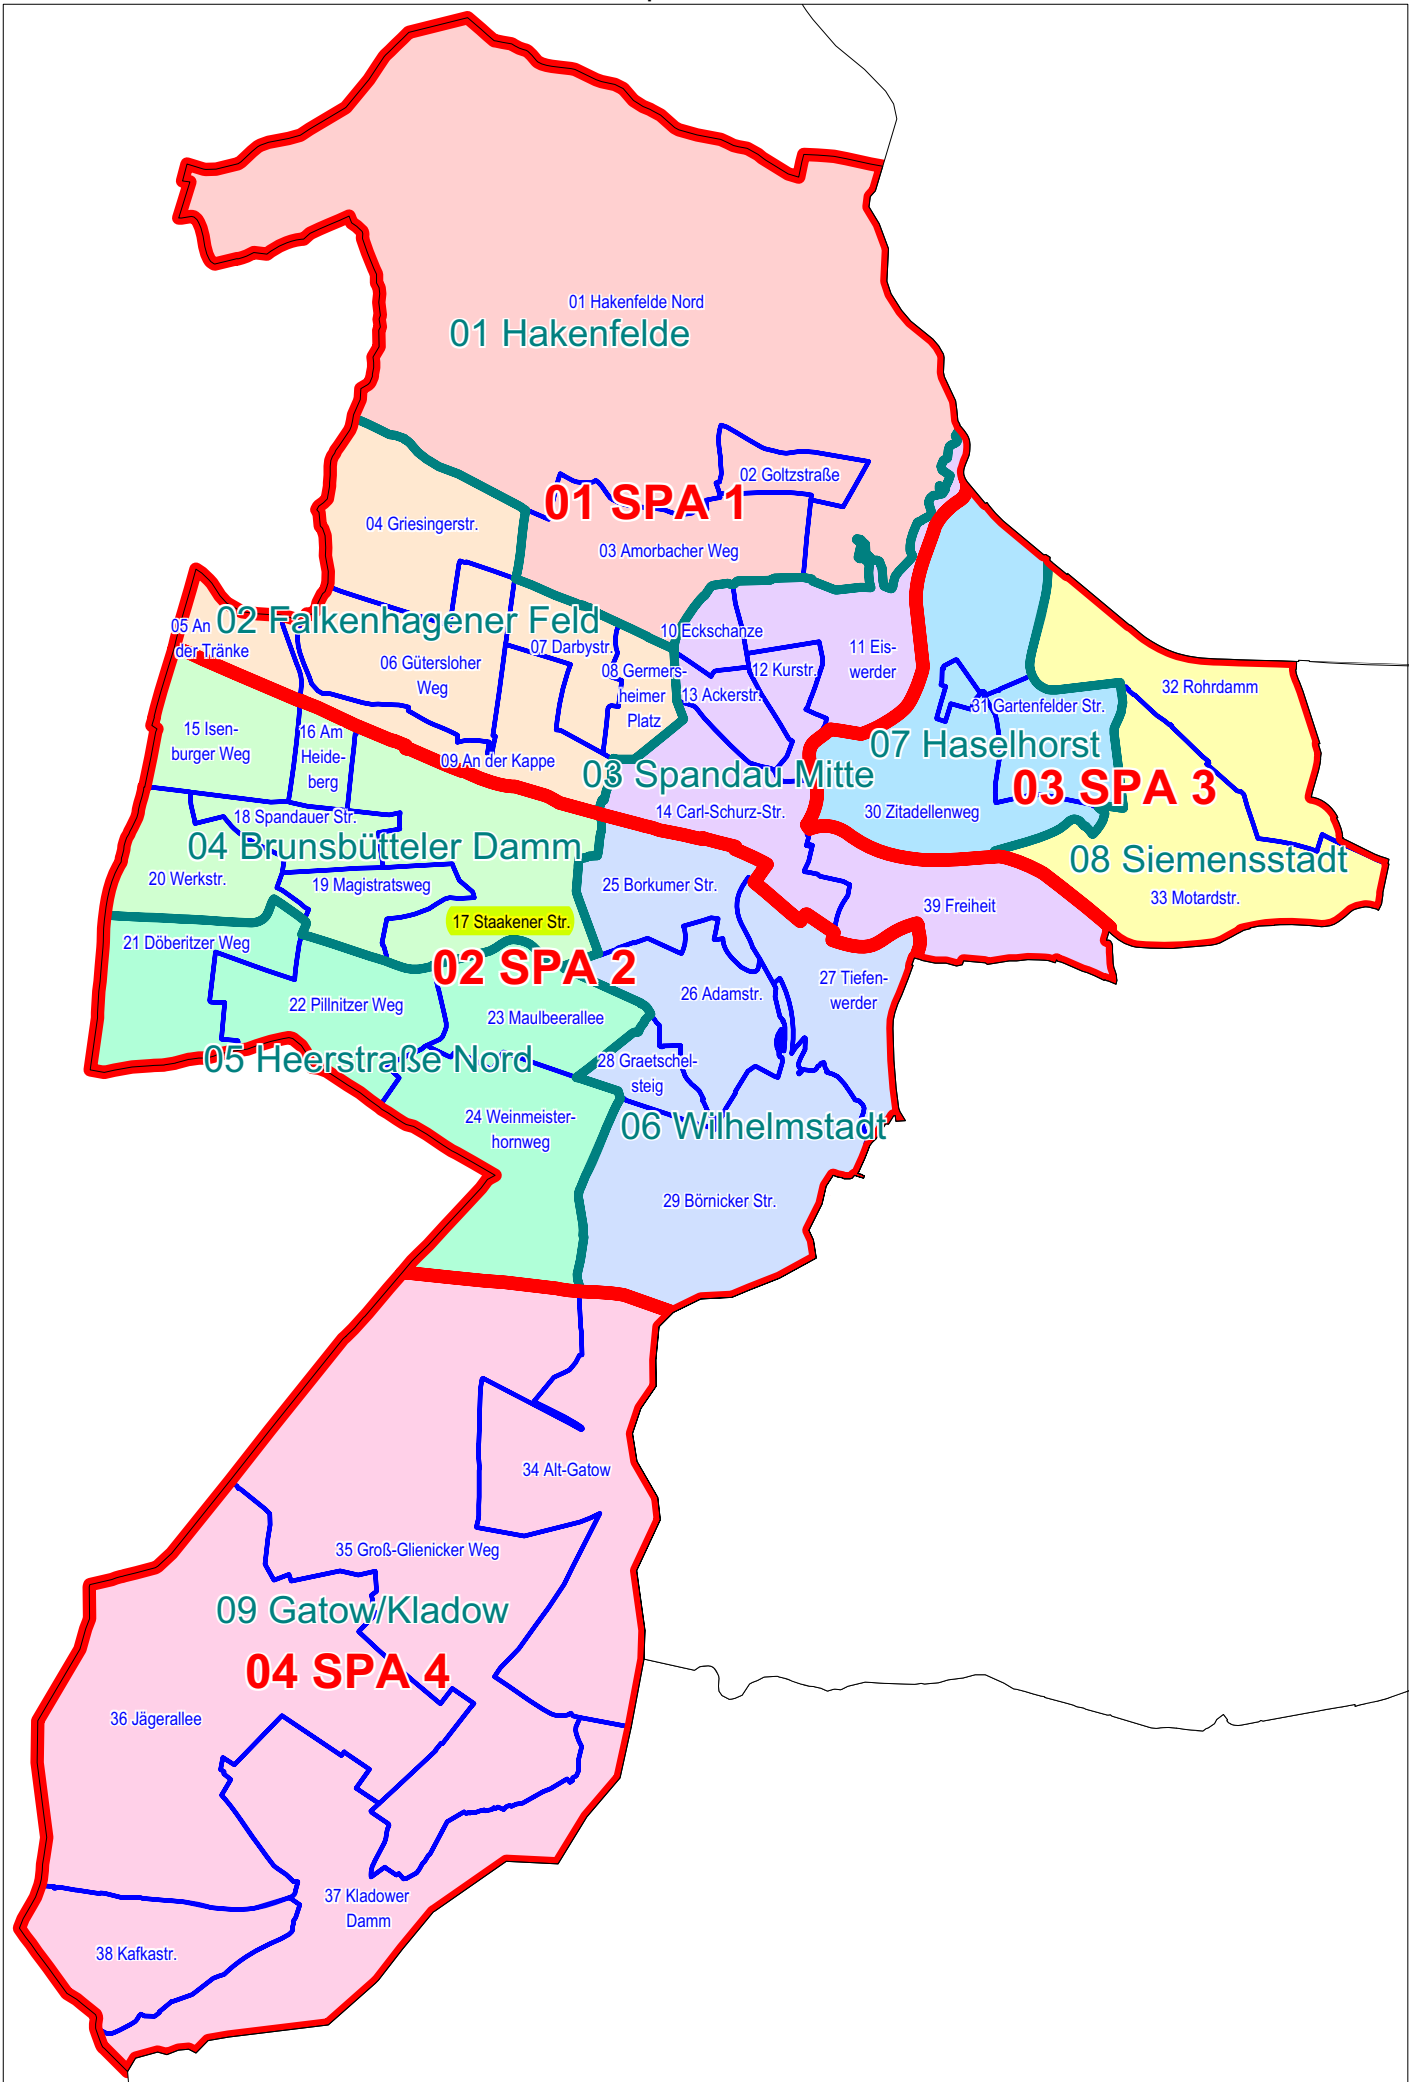 01 Hakenfelde Nord
01 Hakenfelde
02 Goltzstraße
01 SPA 1
04 Griesingerstr.
03 Amorbacher Weg
02 Falkenhagener Feld
05 An
der Tränke
10 Eckschanze
07 Darbystr.
11 Eis-
werder
06 Gütersloher
Weg
08 Germers-
heimer
Platz
12 Kurstr.
13 Ackerstr.
32 Rohrdamm
31 Gartenfelder Str.
15 Isen-
burger Weg
16 Am
Heide-
berg
07 Haselhorst
09 An der Kappe
03 Spandau Mitte
03 SPA 3
14 Carl-Schurz-Str.
30 Zitadellenweg
18 Spandauer Str.
04 Brunsbütteler Damm
08 Siemensstadt
20 Werkstr.
19 Magistratsweg
25 Borkumer Str.
33 Motardstr.
39 Freiheit
17 Staakener Str.
21 Döberitzer Weg
02 SPA 2
27 Tiefen-
werder
26 Adamstr.
22 Pillnitzer Weg
23 Maulbeerallee
05 Heerstraße Nord
28 Graetschel-
steig
24 Weinmeister-
hornweg
06 Wilhelmstadt
29 Börnicker Str.
34 Alt-Gatow
35 Groß-Glienicker Weg
09 Gatow/Kladow
04 SPA 4
36 Jägerallee
37 Kladower
Damm
38 Kafkastr.